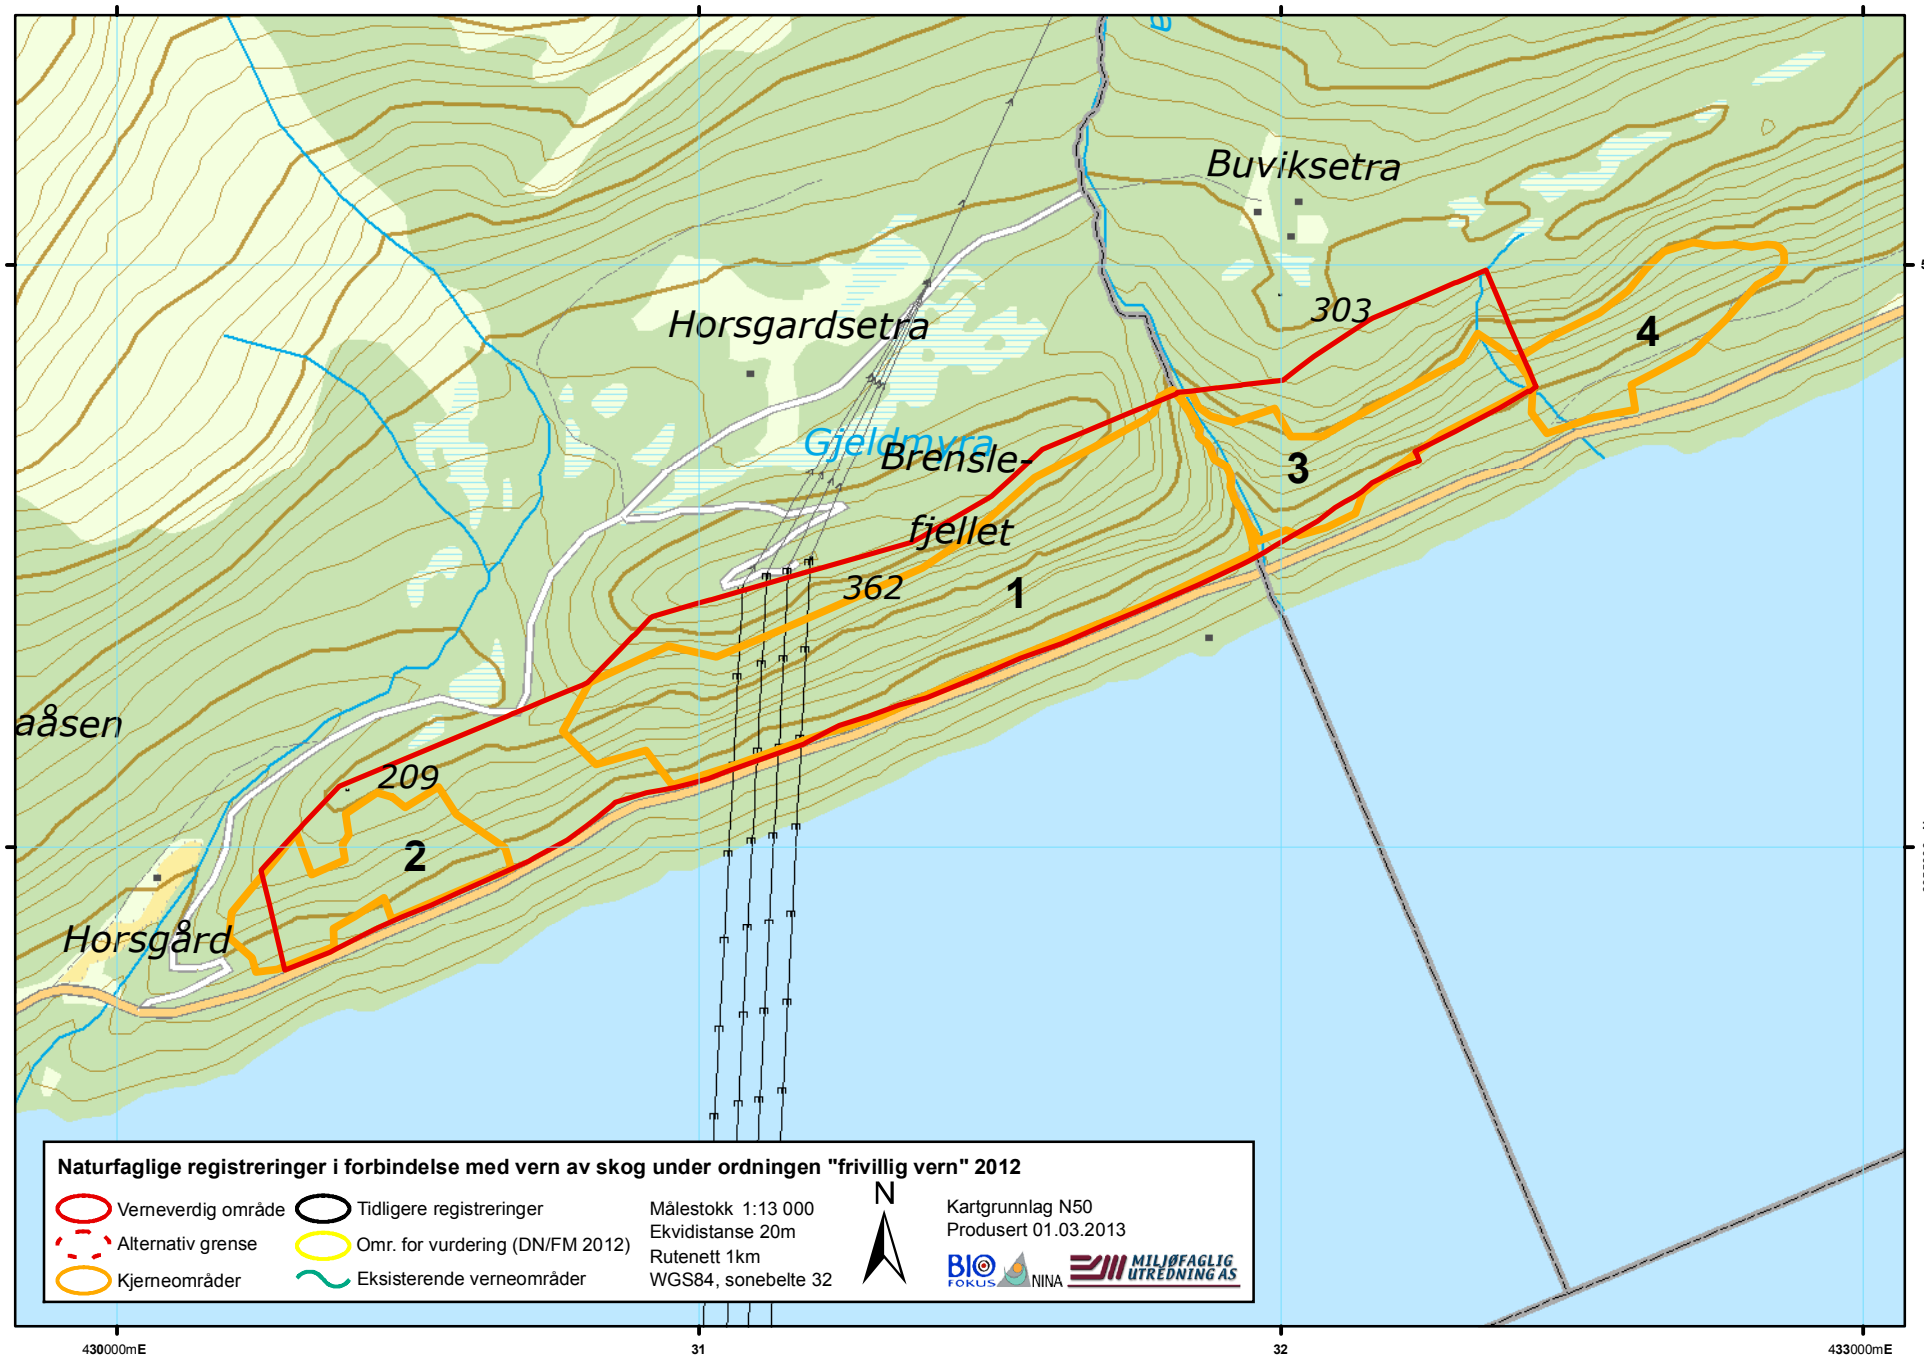 Buviksetra
303
Horsgardsetra
4
Gjeldmyra
Brensle-
3
fjellet
362
1
aåsen
209
2
Horsgård
Naturfaglige registreringer i forbindelse med vern av skog under ordningen "frivillig vern" 2012
Verneverdig område
Alternativ grense
Kjerneområder
Tidligere registreringer
Omr. for vurdering (DN/FM 2012)
Eksisterende verneområder
Målestokk 1:13 000
Ekvidistanse 20m
Rutenett 1km
WGS84, sonebelte 32
N
Kartgrunnlag N50
Produsert 01.03.2013
BIO
FOKUS
NINA
MILJØFAGLIG
UTREDNING AS
430000mE
31
32
433000mE